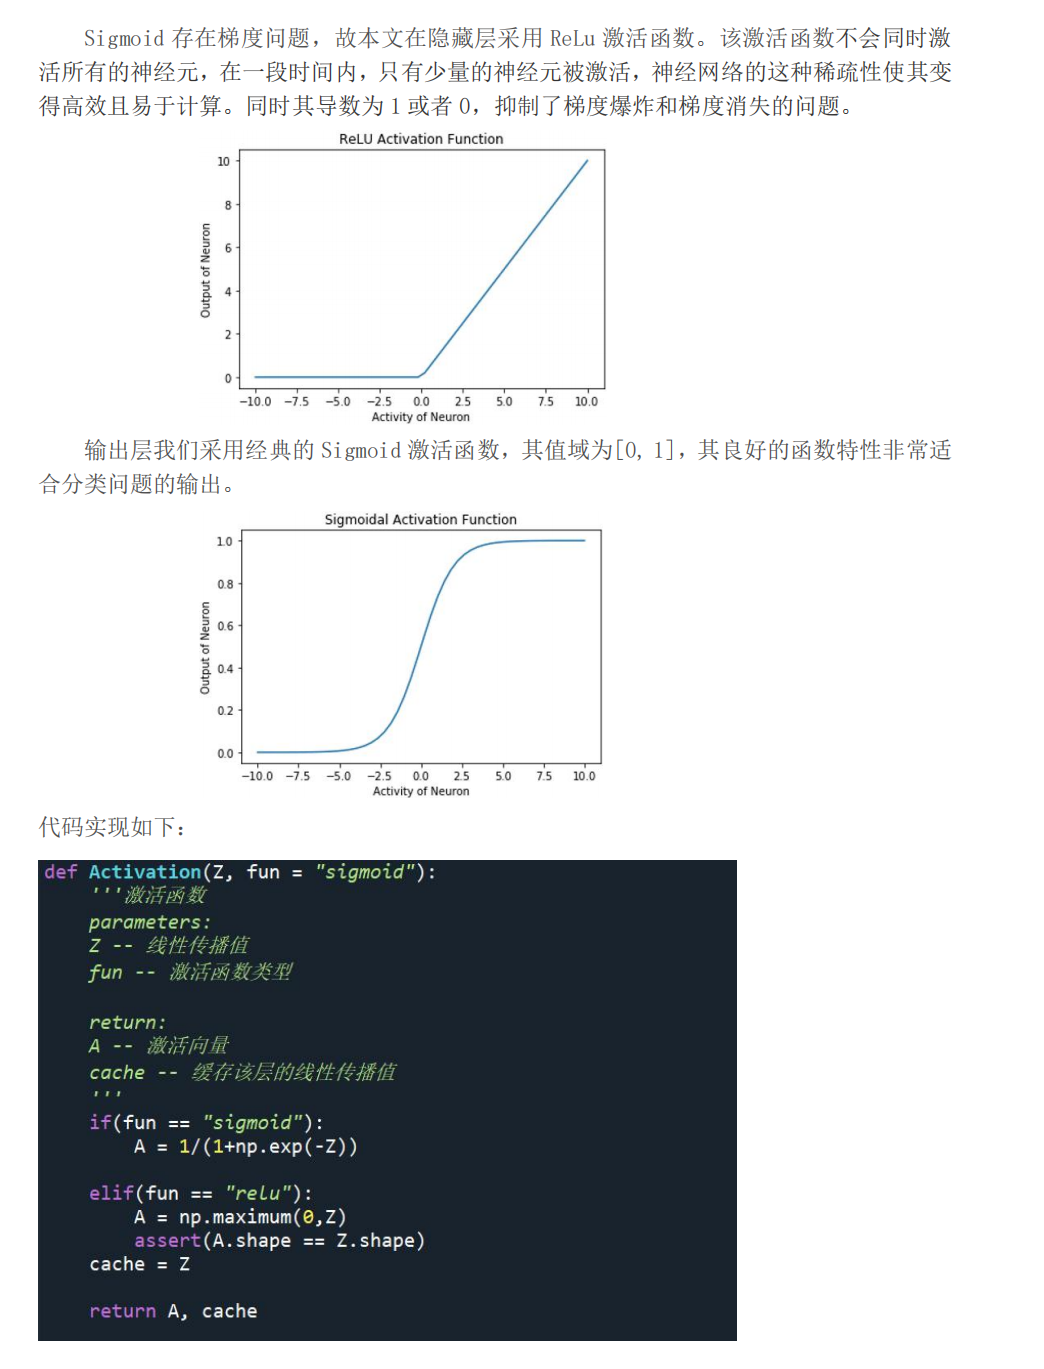 Sigmoid 存在梯度问题，故本文在隐藏层采用 ReLu 激活函数。该激活函数不会同时激
活所有的神经元，在一段时间内，只有少量的神经元被激活，神经网络的这种稀疏性使其变
得高效且易于计算。同时其导数为 1 或者 0，抑制了梯度爆炸和梯度消失的问题。
ReLU Activation Function
10
8
6
4
2
0
Output of Neuron
−10.0 −7.5 −5.0 −2.5 0.0 2.5 5.0 7.5 10.0
Activity of Neuron
输出层我们采用经典的 Sigmoid 激活函数，其值域为[0, 1]，其良好的函数特性非常适
合分类问题的输出。
Sigmoidal Activation Function
1.0
0.8
0.6
0.4
0.2
0.0
Output of Neuron
−10.0 −7.5 −5.0 −2.5 0.0 2.5 5.0 7.5 10.0
Activity of Neuron
代码实现如下：
def Activation(Z, fun = "sigmoid"):
    '''激活函数
    parameters:
    Z -- 线性传播值
    fun -- 激活函数类型
    return:
    A -- 激活向量
    cache -- 缓存该层的线性传播值
    '''
    if(fun == "sigmoid"):
        A = 1/(1+np.exp(-Z))
    elif(fun == "relu"):
        A = np.maximum(0,Z)
        assert(A.shape == Z.shape)
    cache = Z
    return A, cache